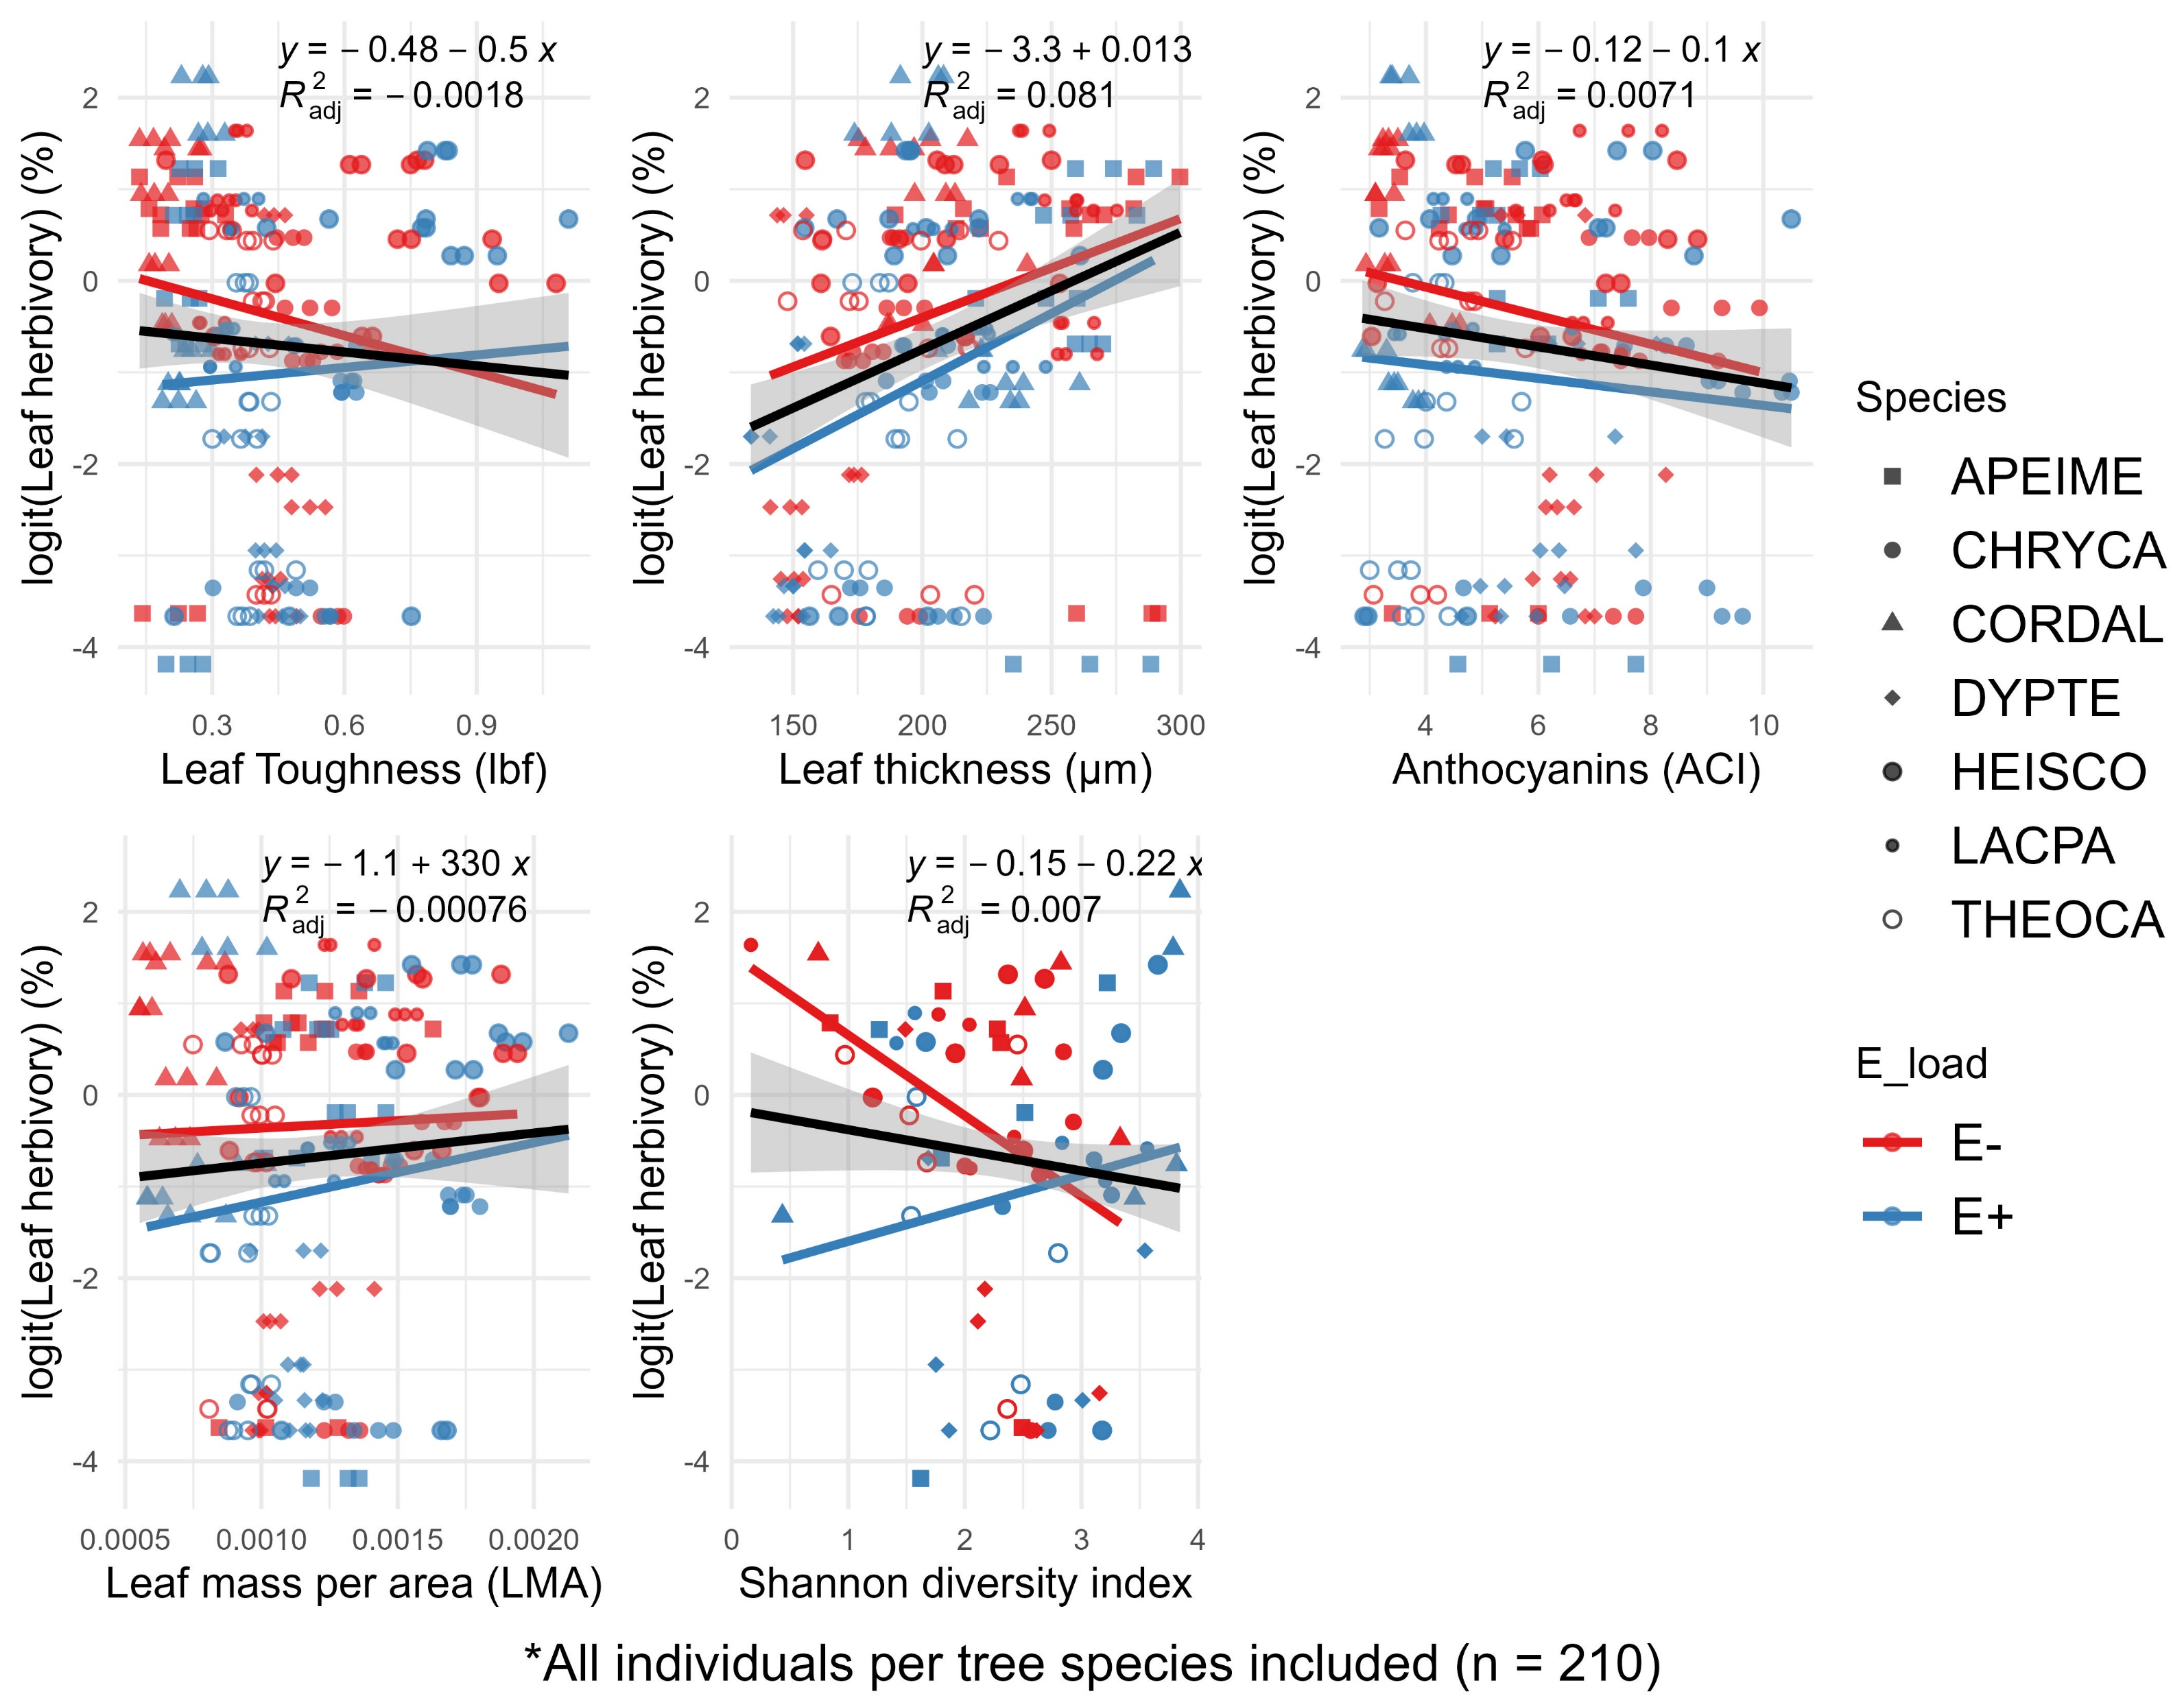 y = − 0.48 − 0.5 x
R²adj = − 0.0018
2
0
-2
-4
logit(Leaf herbivory) (%)
0.3 0.6 0.9
Leaf Toughness (lbf)
y = − 3.3 + 0.013
R²adj = 0.081
2
0
-2
-4
logit(Leaf herbivory) (%)
150 200 250 300
Leaf thickness (µm)
y = − 0.12 − 0.1 x
R²adj = 0.0071
2
0
-2
-4
logit(Leaf herbivory) (%)
4 6 8 10
Anthocyanins (ACI)
y = − 1.1 + 330 x
R²adj = − 0.00076
2
0
-2
-4
logit(Leaf herbivory) (%)
0.0005 0.0010 0.0015 0.0020
Leaf mass per area (LMA)
y = − 0.15 − 0.22 x
R²adj = 0.007
2
0
-2
-4
logit(Leaf herbivory) (%)
0 1 2 3 4
Shannon diversity index
Species
APEIME
CHRYCA
CORDAL
DYPTE
HEISCO
LACPA
THEOCA
E_load
E-
E+
*All individuals per tree species included (n = 210)